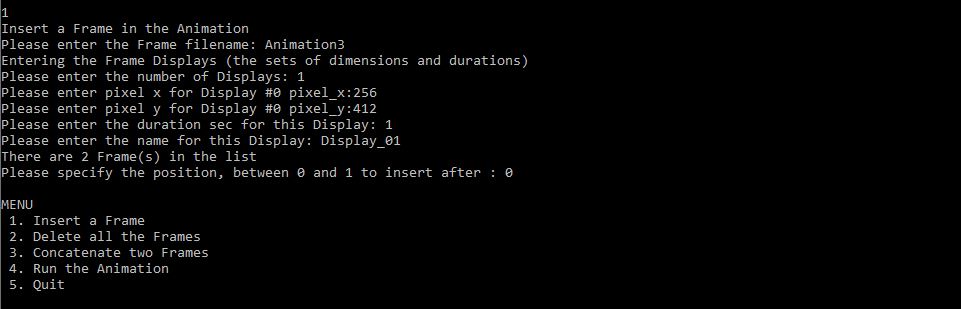 1
Insert a Frame in the Animation
Please enter the Frame filename: Animation3
Entering the Frame Displays (the sets of dimensions and durations)
Please enter the number of Displays: 1
Please enter pixel x for Display #0 pixel_x:256
Please enter pixel y for Display #0 pixel_y:412
Please enter the duration sec for this Display: 1
Please enter the name for this Display: Display_01
There are 2 Frame(s) in the list
Please specify the position, between 0 and 1 to insert after : 0

MENU
 1. Insert a Frame
 2. Delete all the Frames
 3. Concatenate two Frames
 4. Run the Animation
 5. Quit